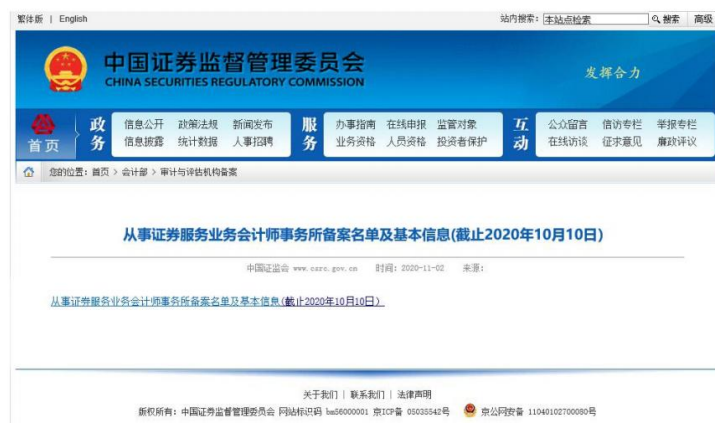 繁体版 | English 站内搜索: 本站点检索 搜索 高级
中国证券监督管理委员会
CHINA SECURITIES REGULATORY COMMISSION
发挥合力
首页 政务 信息公开 政策法规 新闻发布 服务 办事指南 在线申报 监管对象 互动 公众留言 信访专栏 举报专栏
信息披露 统计数据 人事招聘 业务资格 人员资格 投资者保护 在线访谈 征求意见 廉政评议
您的位置: 首页 > 会计部 > 审计与评估机构备案
从事证券服务业务会计师事务所备案名单及基本信息(截止2020年10月10日)
中国证监会 www.csrc.gov.cn 时间: 2020-11-02 来源:
从事证券服务业务会计师事务所备案名单及基本信息(截止2020年10月10日)
关于我们 | 联系我们 | 法律声明
版权所有: 中国证券监督管理委员会 网站标识码 bm56000001 京ICP备 05035542号 京公网安备 11040102700080号